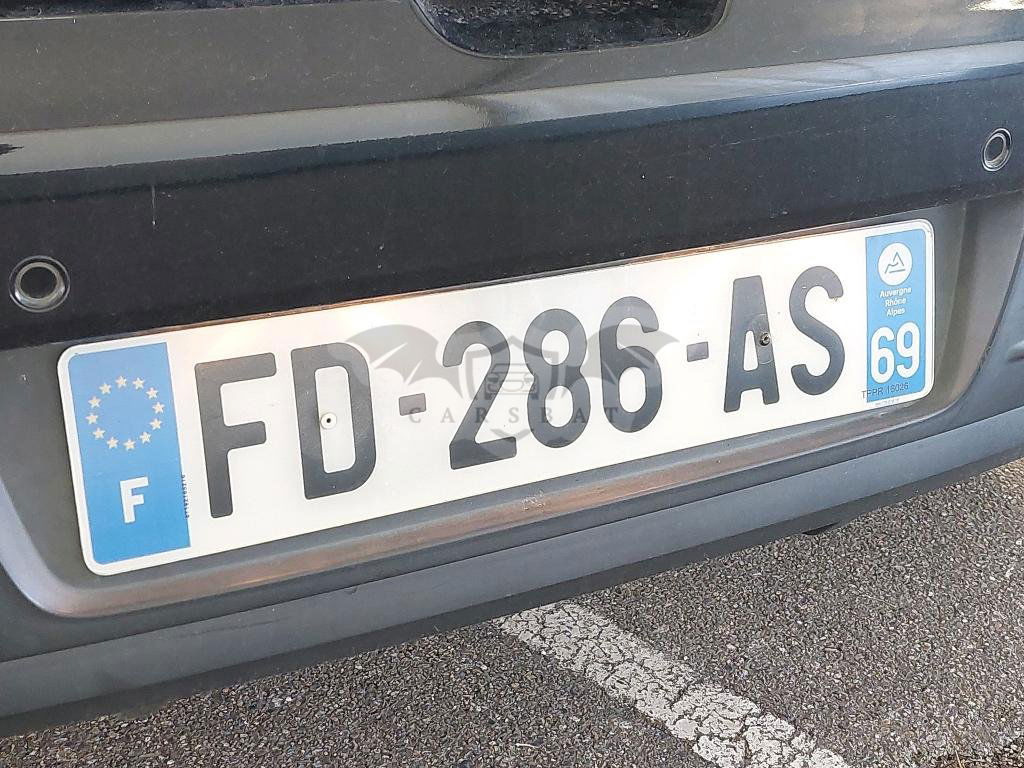 F
FD-286-AS
Auvergne
Rhône
Alpes
69
CARSBAT